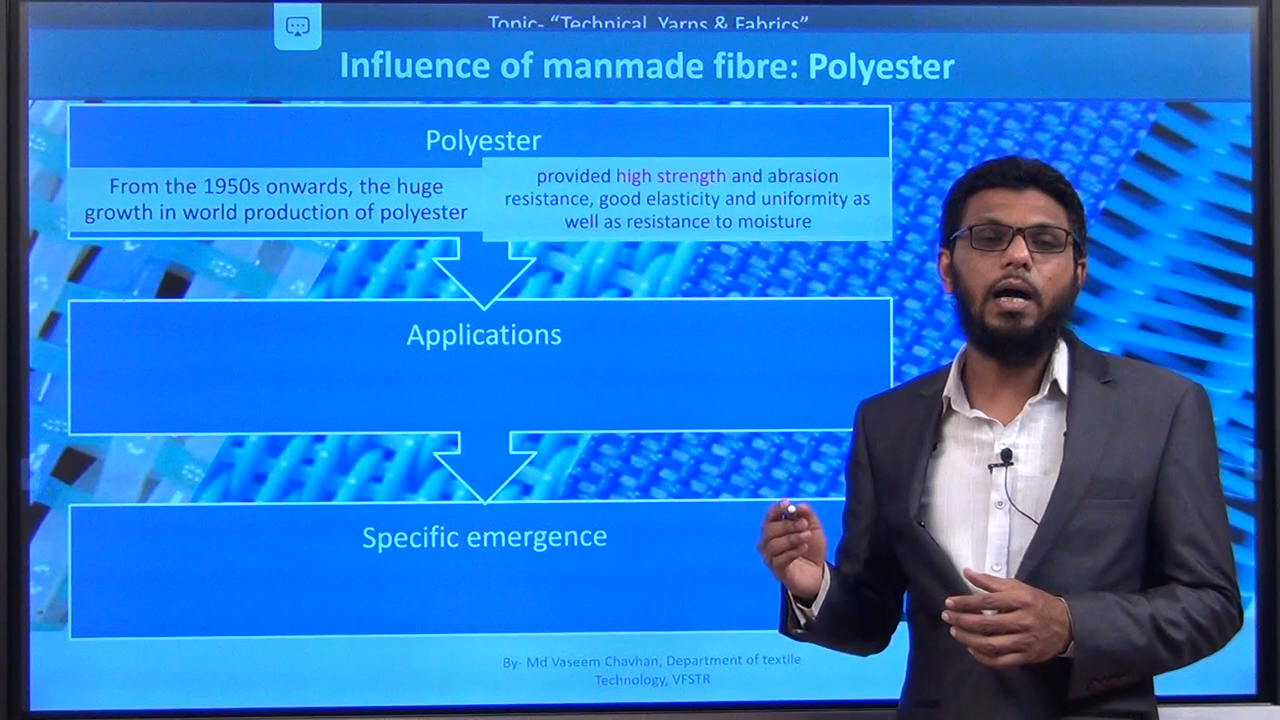 Topic- “Technical Yarns & Fabrics”
Influence of manmade fibre: Polyester
Polyester
From the 1950s onwards, the huge
growth in world production of polyester
provided high strength and abrasion
resistance, good elasticity and uniformity as
well as resistance to moisture
Applications
Specific emergence
By- Md Vaseem Chavhan, Department of textile
Technology, VFSTR